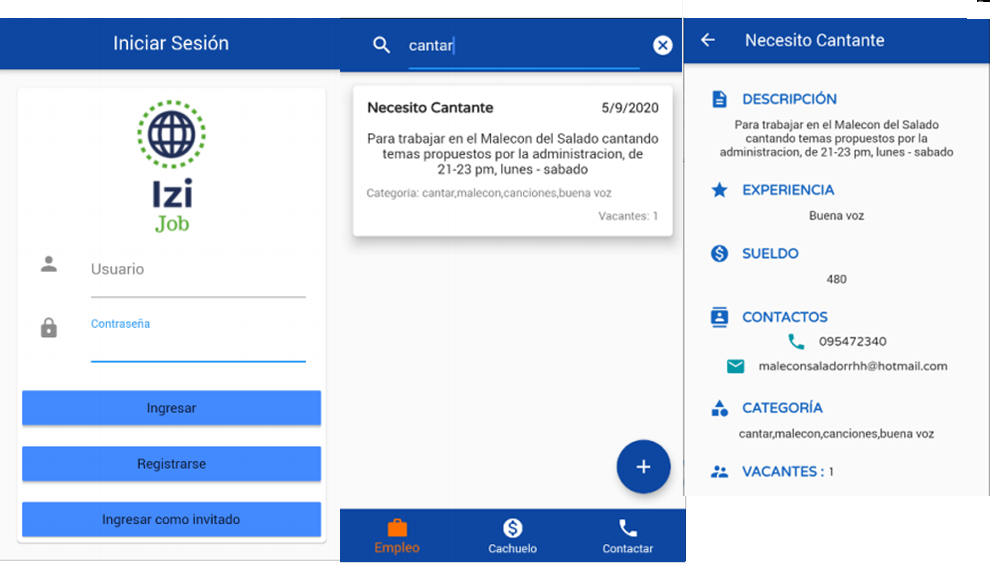 Iniciar Sesión
Izi
Job
Usuario
Contraseña
Ingresar
Registrarse
Ingresar como invitado
cantar
Necesito Cantante 5/9/2020
Para trabajar en el Malecon del Salado cantando
temas propuestos por la administracion, de
21-23 pm, lunes - sabado
Categoria: cantar,malecon,canciones,buena voz
Vacantes: 1
Empleo Cachuelo Contactar
Necesito Cantante
DESCRIPCIÓN
Para trabajar en el Malecon del Salado
cantando temas propuestos por la
administracion, de 21-23 pm, lunes - sabado
EXPERIENCIA
Buena voz
SUELDO
480
CONTACTOS
095472340
maleconsaladorrhh@hotmail.com
CATEGORÍA
cantar,malecon,canciones,buena voz
VACANTES : 1